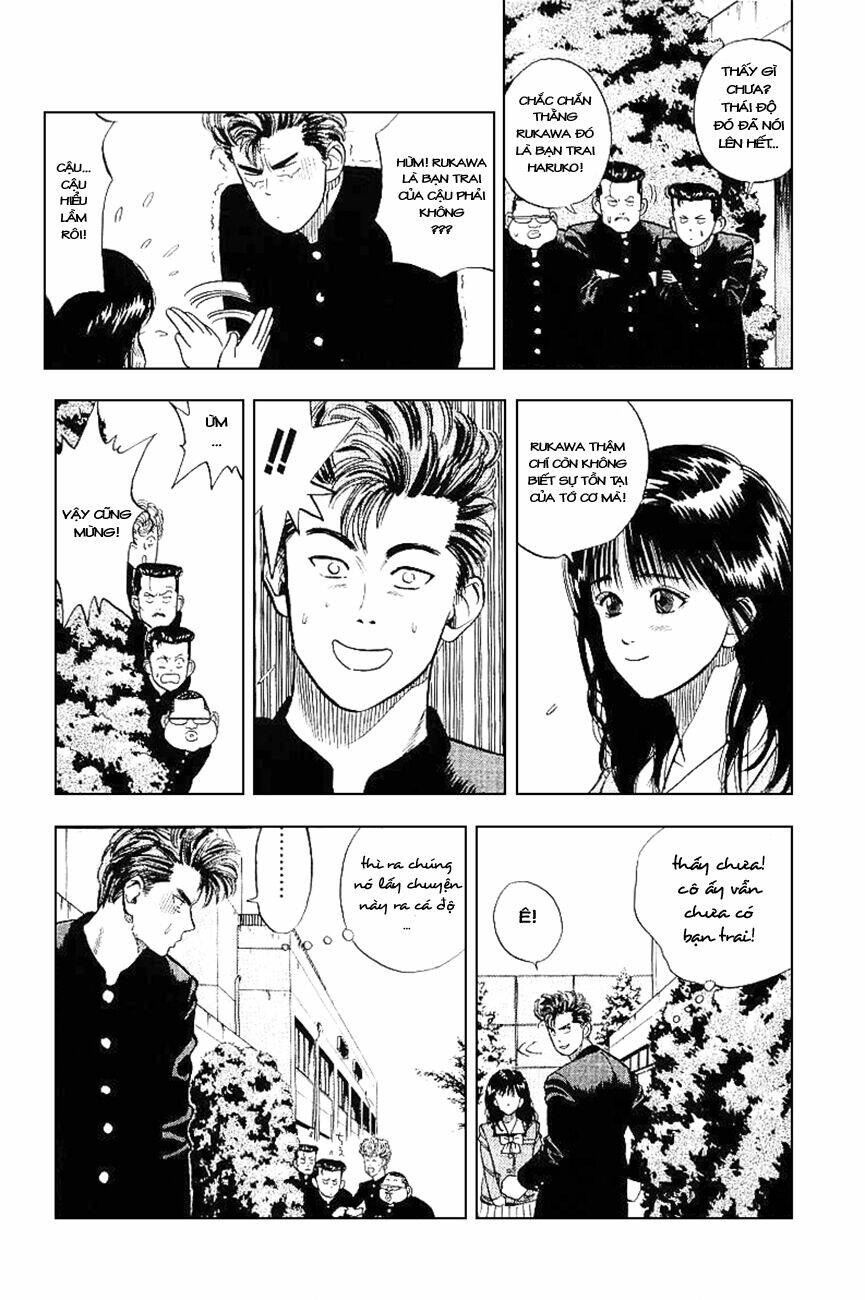 THẤY GÌ
CHƯA?
THÁI ĐỘ
ĐÓ ĐÃ NÓI
LÊN HẾT...
CHẮC CHẮN
THẰNG
RUKAWA ĐÓ
LÀ BẠN TRAI
HARUKO!
HỪM! RUKAWA
LÀ BẠN TRAI
CỦA CẬU PHẢI
KHÔNG
???
CẬU...
CẬU
HIỂU
LẦM
RỒI!
RUKAWA THẬM
CHÍ CÒN KHÔNG
BIẾT SỰ TỒN TẠI
CỦA TỚ CƠ MÀ!
!!
ỪM
...
VẬY CŨNG
MỪNG!
thấy chưa!
cô ấy vẫn
chưa có
bạn trai!
Ê!
thì ra chúng
nó lấy chuyện
này ra cá độ
...
........